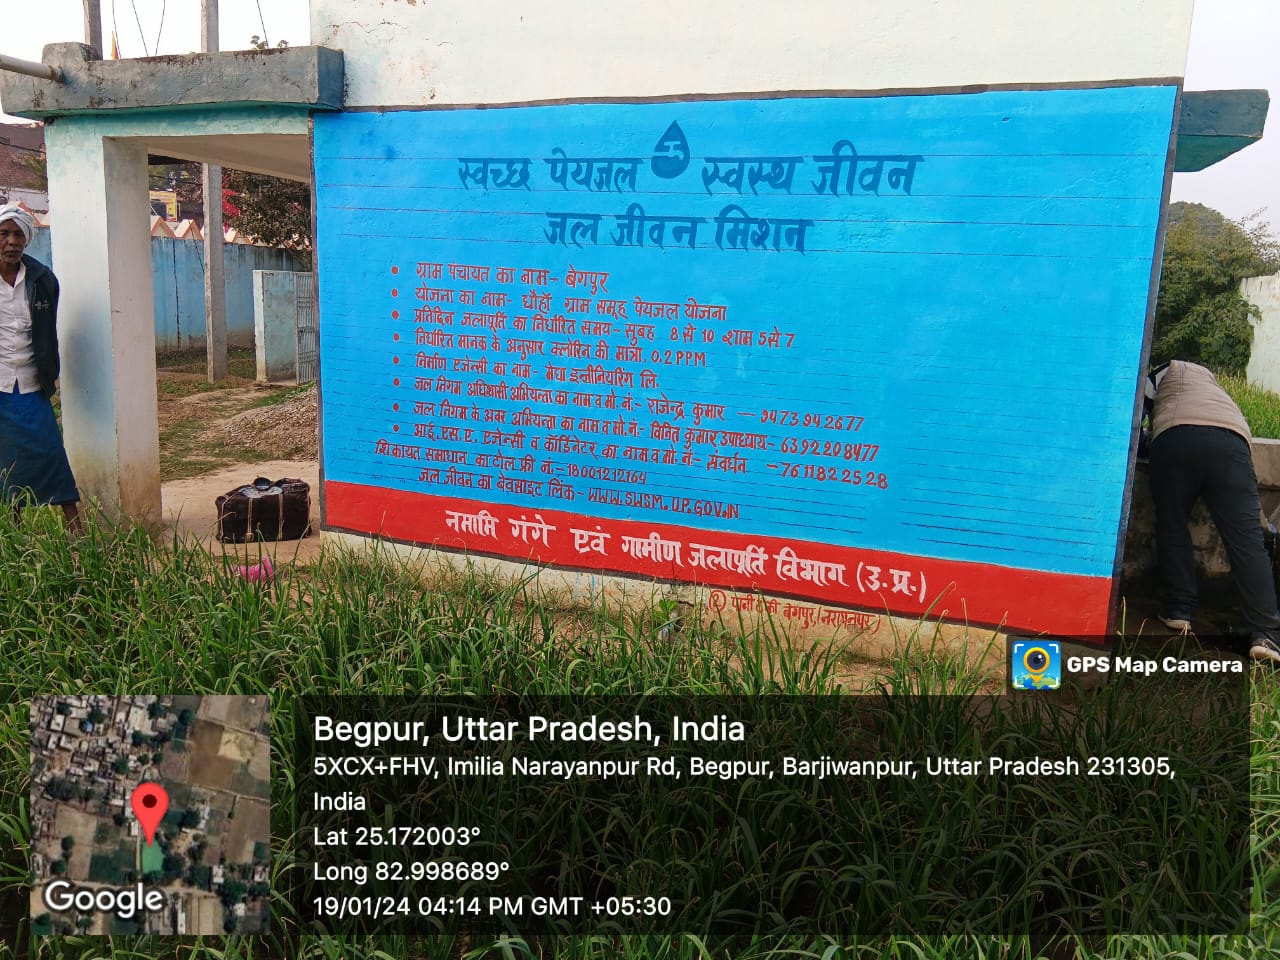 स्वच्छ पेयजल स्वस्थ जीवन
जल जीवन मिशन
• ग्राम पंचायत का नाम- बेगपुर
• योजना का नाम- धौहाँ ग्राम समूह पेयजल योजना
• प्रतिदिन जलापूर्ति का निर्धारित समय- सुबह 8 से 10 शाम 5 से 7
• निर्धारित मानक के अनुसार क्लोरिन की मात्रा. 0.2 PPM
• निर्माण एजेन्सी का नाम- मेघा इन्जीनियरिंग लि.
• जल निगम अधिशासी अभियन्ता का नाम व मो. नं.- राजेन्द्र कुमार — 9473942677
• जल निगम के अवर अभियन्ता का नाम व मो.नं- विनित कुमार उपाध्याय- 6392208477
• आई.एस.ए. एजेन्सी व कॉर्डिनेटर का नाम व मो. नं- संवर्धन -7611822528
शिकायत समाधान का टोल फ्री नं.- 18001212164
जल जीवन का बेवसाइट लिंक- WWW.SWSM.UP.GOV.IN
नमामि गंगे एवं गामीण जलापूर्ति विभाग (उ.प्र.)
बेगपुर
GPS Map Camera
Begpur, Uttar Pradesh, India
5XCX+FHV, Imilia Narayanpur Rd, Begpur, Barjiwanpur, Uttar Pradesh 231305,
India
Lat 25.172003°
Long 82.998689°
19/01/24 04:14 PM GMT +05:30
Google